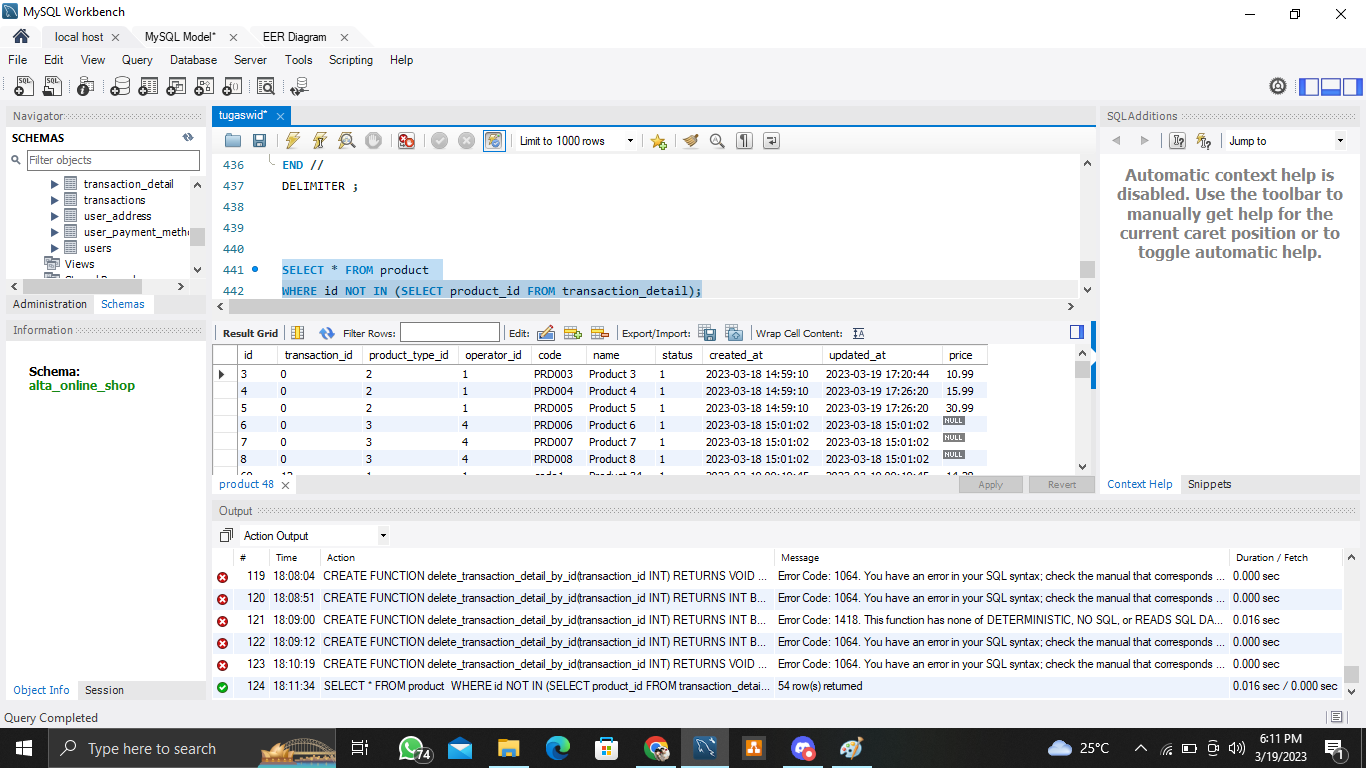 MySQL Workbench
local host
MySQL Model*
EER Diagram
File Edit View Query Database Server Tools Scripting Help
Navigator
SCHEMAS
Filter objects
transaction_detail
transactions
user_address
user_payment_meth
users
Views
Administration Schemas
Information
Schema:
alta_online_shop
Object Info Session
Query Completed
tugaswid*
Limit to 1000 rows
436 END //
437 DELIMITER ;
438
439
440
441 SELECT * FROM product
442 WHERE id NOT IN (SELECT product_id FROM transaction_detail);
Result Grid Filter Rows: Edit: Export/Import: Wrap Cell Content:
id transaction_id product_type_id operator_id code name status created_at updated_at price
3 0 2 1 PRD003 Product 3 1 2023-03-18 14:59:10 2023-03-19 17:20:44 10.99
4 0 2 1 PRD004 Product 4 1 2023-03-18 14:59:10 2023-03-19 17:26:20 15.99
5 0 2 1 PRD005 Product 5 1 2023-03-18 14:59:10 2023-03-19 17:26:20 30.99
6 0 3 4 PRD006 Product 6 1 2023-03-18 15:01:02 2023-03-18 15:01:02 NULL
7 0 3 4 PRD007 Product 7 1 2023-03-18 15:01:02 2023-03-18 15:01:02 NULL
8 0 3 4 PRD008 Product 8 1 2023-03-18 15:01:02 2023-03-18 15:01:02 NULL
product 48
Apply Revert
Output
Action Output
# Time Action Message Duration / Fetch
119 18:08:04 CREATE FUNCTION delete_transaction_detail_by_id(transaction_id INT) RETURNS VOID ... Error Code: 1064. You have an error in your SQL syntax; check the manual that corresponds ... 0.000 sec
120 18:08:51 CREATE FUNCTION delete_transaction_detail_by_id(transaction_id INT) RETURNS INT B... Error Code: 1064. You have an error in your SQL syntax; check the manual that corresponds ... 0.000 sec
121 18:09:00 CREATE FUNCTION delete_transaction_detail_by_id(transaction_id INT) RETURNS INT B... Error Code: 1418. This function has none of DETERMINISTIC, NO SQL, or READS SQL DA... 0.016 sec
122 18:09:12 CREATE FUNCTION delete_transaction_detail_by_id(transaction_id INT) RETURNS INT B... Error Code: 1064. You have an error in your SQL syntax; check the manual that corresponds ... 0.000 sec
123 18:10:19 CREATE FUNCTION delete_transaction_detail_by_id(transaction_id INT) RETURNS VOID ... Error Code: 1064. You have an error in your SQL syntax; check the manual that corresponds ... 0.000 sec
124 18:11:34 SELECT * FROM product WHERE id NOT IN (SELECT product_id FROM transaction_detai... 54 row(s) returned 0.016 sec / 0.000 sec
SQLAdditions
Jump to
Automatic context help is
disabled. Use the toolbar to
manually get help for the
current caret position or to
toggle automatic help.
Context Help Snippets
Type here to search
74
25°C
6:11 PM
3/19/2023
1